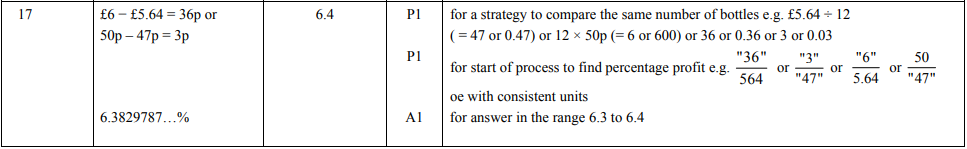 17 £6 – £5.64 = 36p or 6.4 P1 for a strategy to compare the same number of bottles e.g. £5.64 ÷ 12
50p – 47p = 3p ( = 47 or 0.47) or 12 × 50p (= 6 or 600) or 36 or 0.36 or 3 or 0.03
P1 for start of process to find percentage profit e.g. "36"/564 or "3"/"47" or "6"/5.64 or 50/"47"
oe with consistent units
6.3829787…% A1 for answer in the range 6.3 to 6.4